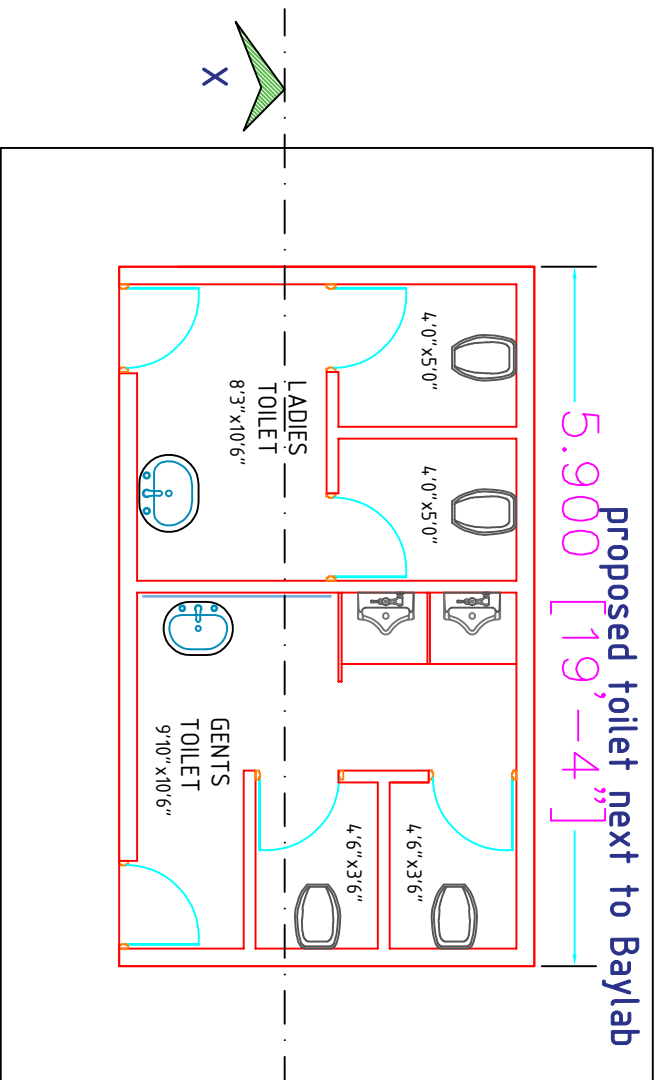 proposed toilet next to Baylab
5.900 [19'-4"]
4'0"x5'0"
4'0"x5'0"
LADIES
TOILET
8'3"x10'6"
GENTS
TOILET
9'10"x10'6"
4'6"x3'6"
4'6"x3'6"
X